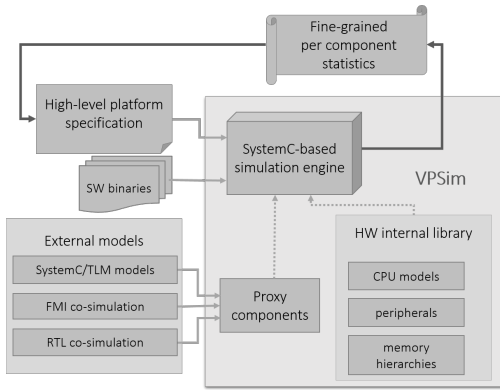 Fine-grained
per component
statistics
High-level platform
specification
SystemC-based
simulation engine
VPSim
SW binaries
External models
SystemC/TLM models
FMI co-simulation
RTL co-simulation
Proxy
components
HW internal library
CPU models
peripherals
memory
hierarchies